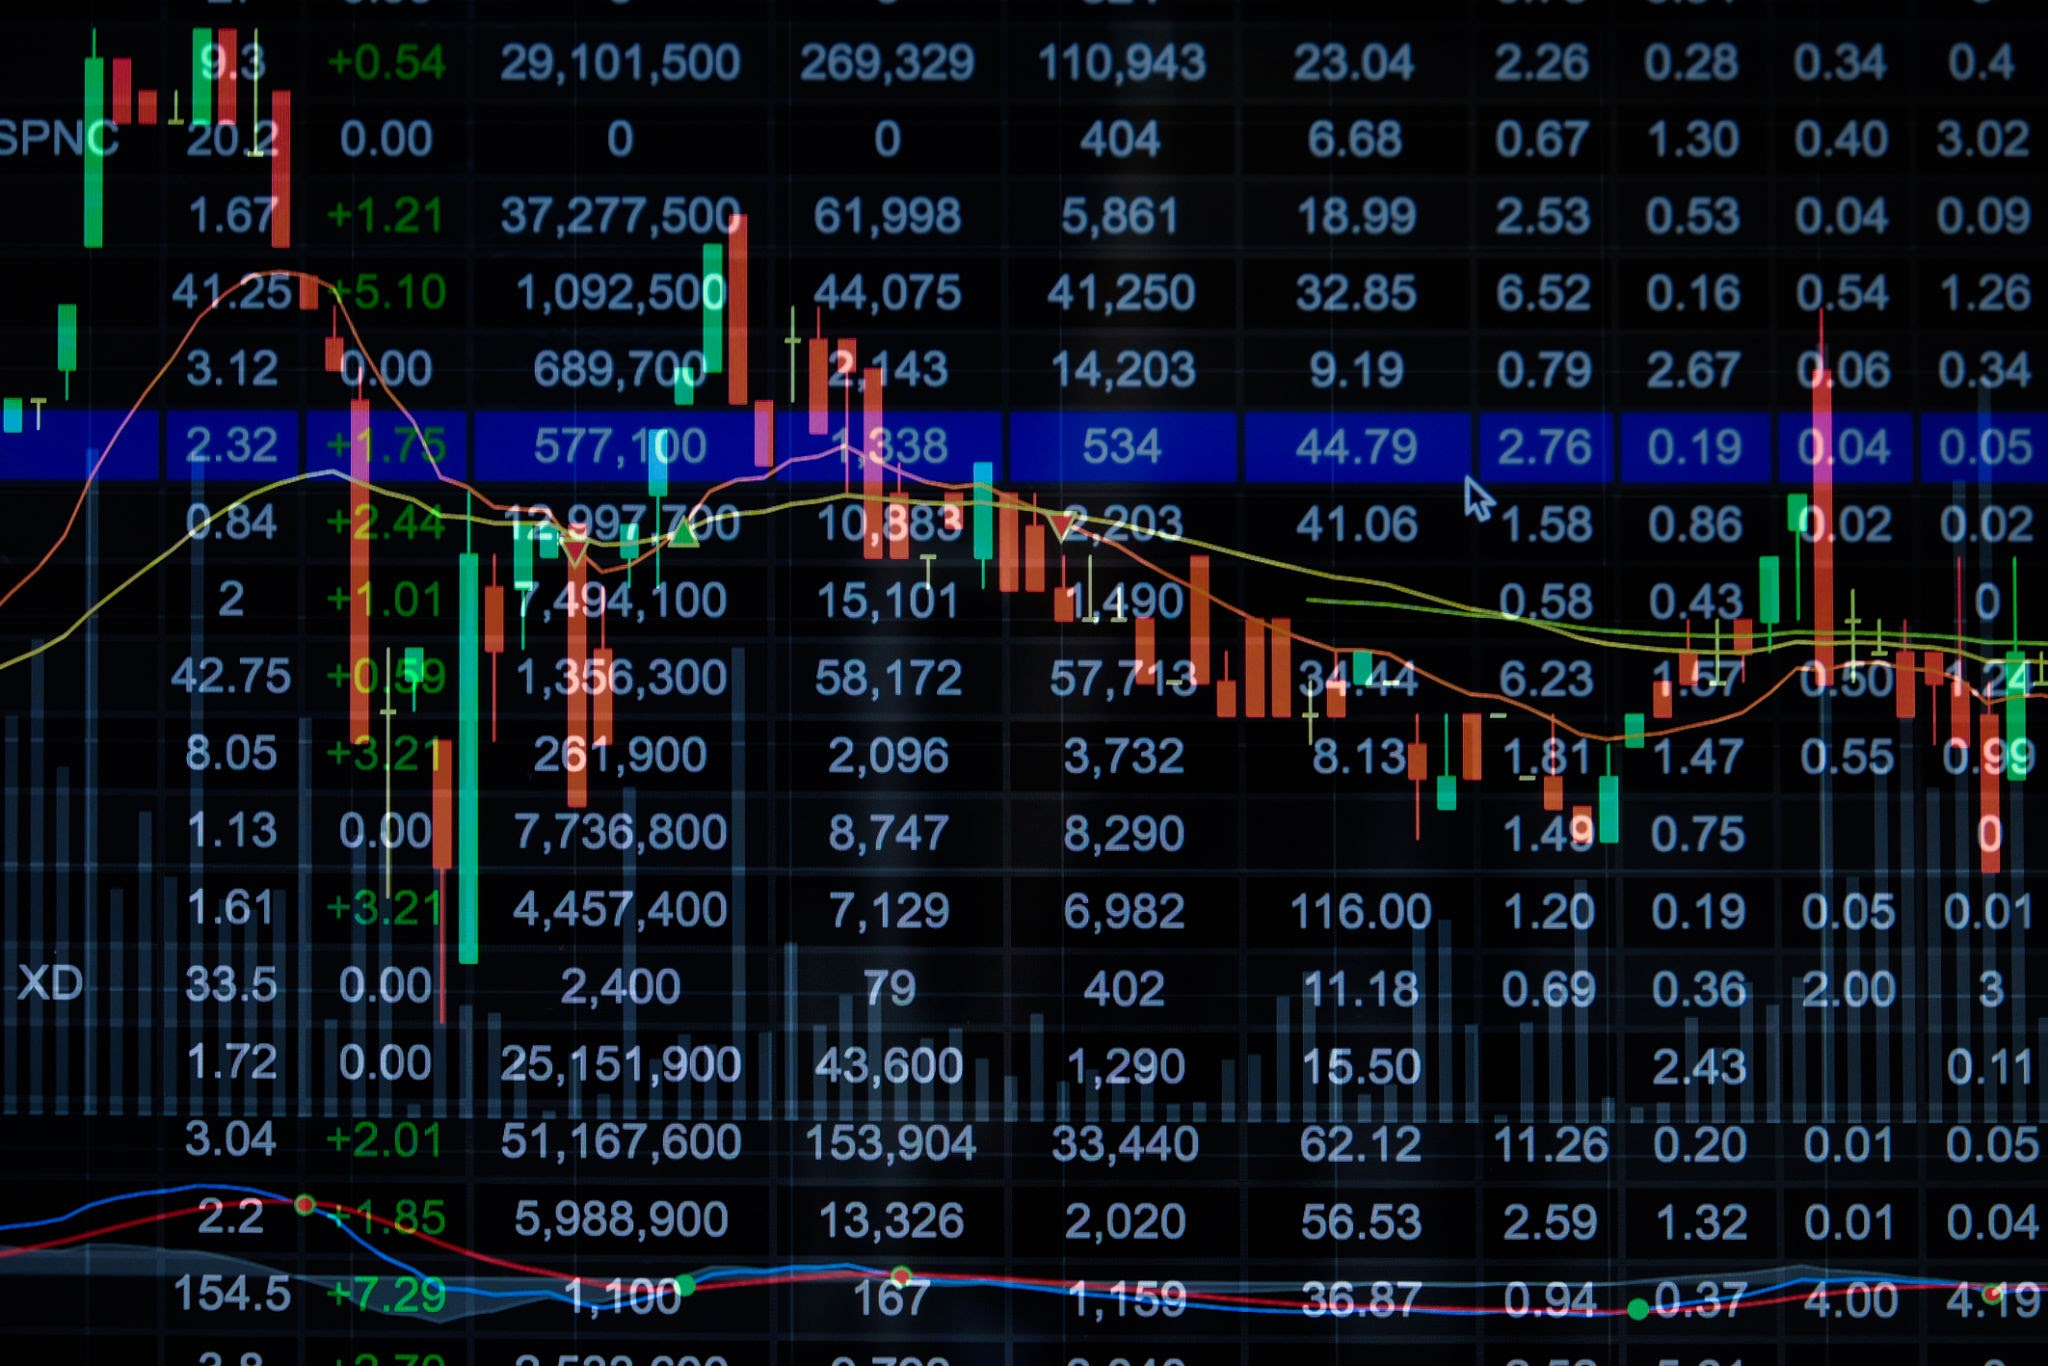 9.3 +0.54 29,101,500 269,329 110,943 23.04 2.26 0.28 0.34 0.4
SPNC 20.2 0.00 0 0 404 6.68 0.67 1.30 0.40 3.02
1.67 +1.21 37,277,500 61,998 5,861 18.99 2.53 0.53 0.04 0.09
41.25 +5.10 1,092,500 44,075 41,250 32.85 6.52 0.16 0.54 1.26
3.12 0.00 689,700 2,143 14,203 9.19 0.79 2.67 0.06 0.34
2.32 +1.75 577,100 1,338 534 44.79 2.76 0.19 0.04 0.05
0.84 +2.44 12,997,700 10,883 2,203 41.06 1.58 0.86 0.02 0.02
2 +1.01 7,494,100 15,101 1,490 0.58 0.43 0
42.75 +0.59 1,356,300 58,172 57,713 34.44 6.23 1.57 0.50 1.24
8.05 +3.21 261,900 2,096 3,732 8.13 1.81 1.47 0.55 0.99
1.13 0.00 7,736,800 8,747 8,290 1.49 0.75 0
1.61 +3.21 4,457,400 7,129 6,982 116.00 1.20 0.19 0.05 0.01
XD 33.5 0.00 2,400 79 402 11.18 0.69 0.36 2.00 3
1.72 0.00 25,151,900 43,600 1,290 15.50 2.43 0.11
3.04 +2.01 51,167,600 153,904 33,440 62.12 11.26 0.20 0.01 0.05
2.2 +1.85 5,988,900 13,326 2,020 56.53 2.59 1.32 0.01 0.04
154.5 +7.29 1,100 167 1,159 36.87 0.94 0.37 4.00 4.19